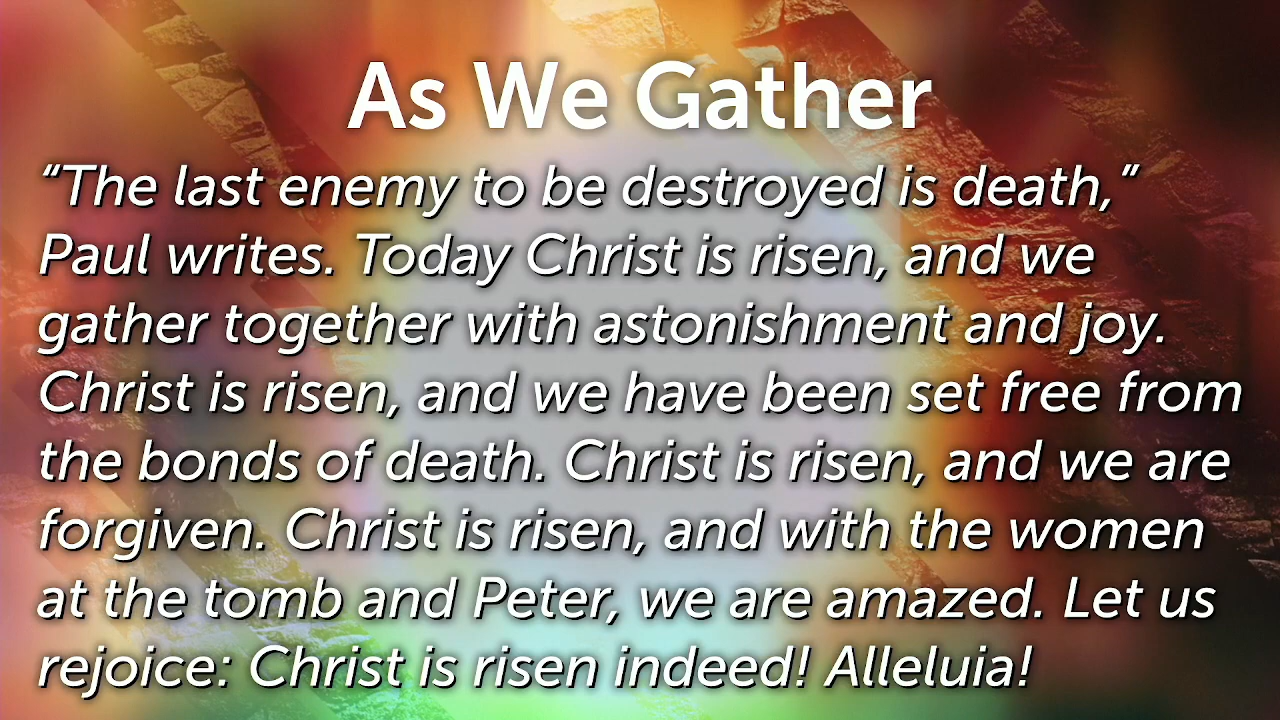 As We Gather
“The last enemy to be destroyed is death,”
Paul writes. Today Christ is risen, and we
gather together with astonishment and joy.
Christ is risen, and we have been set free from
the bonds of death. Christ is risen, and we are
forgiven. Christ is risen, and with the women
at the tomb and Peter, we are amazed. Let us
rejoice: Christ is risen indeed! Alleluia!